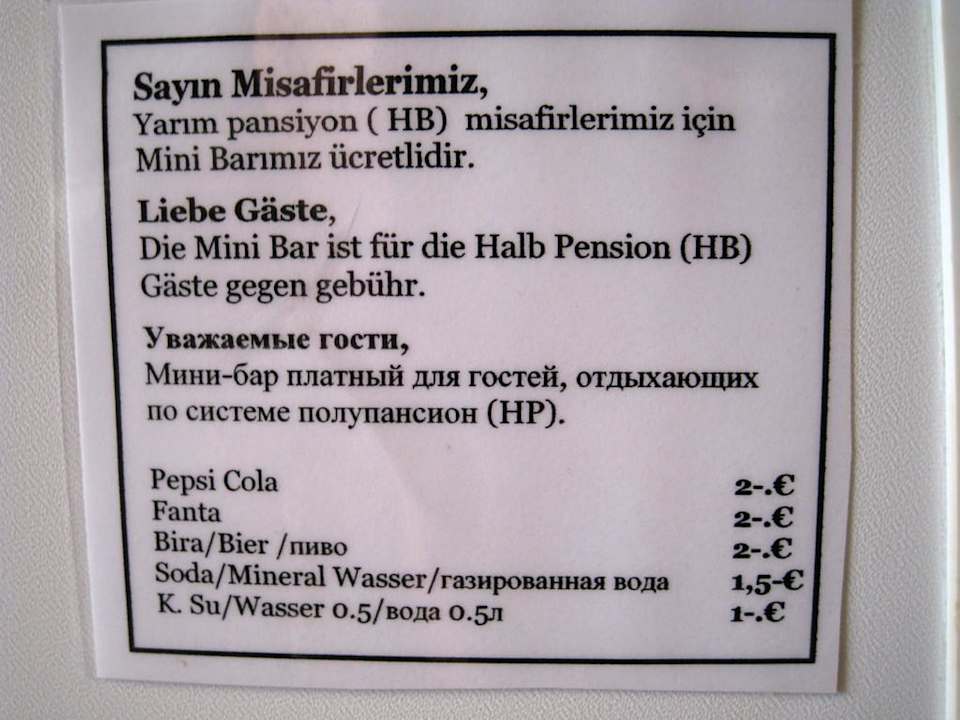 Sayın Misafirlerimiz,
Yarım pansiyon ( HB) misafirlerimiz için
Mini Barımız ücretlidir.
Liebe Gäste,
Die Mini Bar ist für die Halb Pension (HB)
Gäste gegen gebühr.
Уважаемые гости,
Мини-бар платный для гостей, отдыхающих
по системе полупансион (HP).
Pepsi Cola 2-.€
Fanta 2-.€
Bira/Bier /пиво 2-.€
Soda/Mineral Wasser/газированная вода 1,5-€
K. Su/Wasser 0.5/вода 0.5л 1-.€